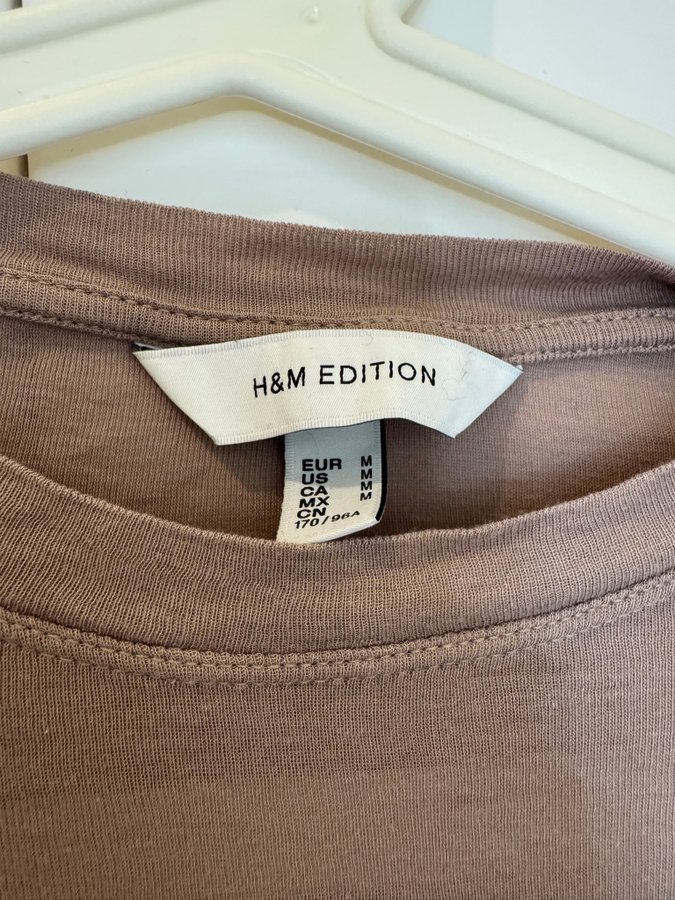 H&M EDITION
EUR M
US M
CA M
MX M
CN
170/96A